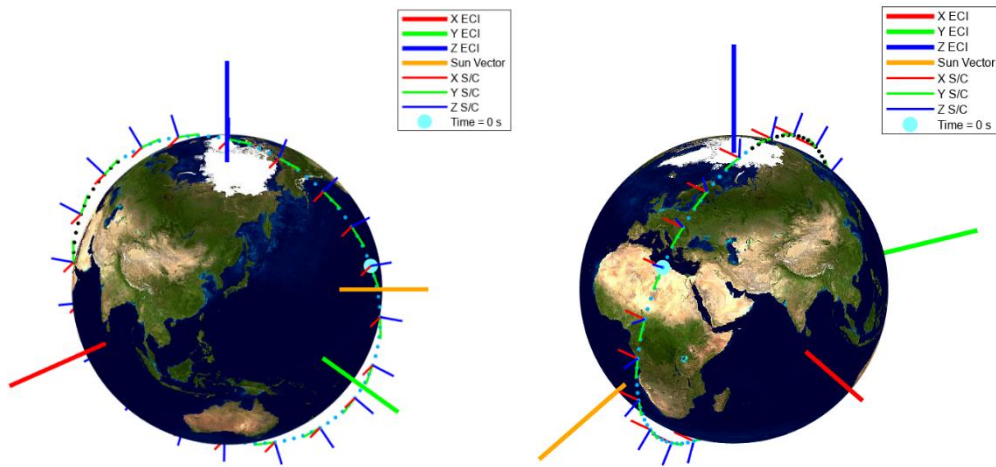 X ECI
Y ECI
Z ECI
Sun Vector
X S/C
Y S/C
Z S/C
Time = 0 s
X ECI
Y ECI
Z ECI
Sun Vector
X S/C
Y S/C
Z S/C
Time = 0 s